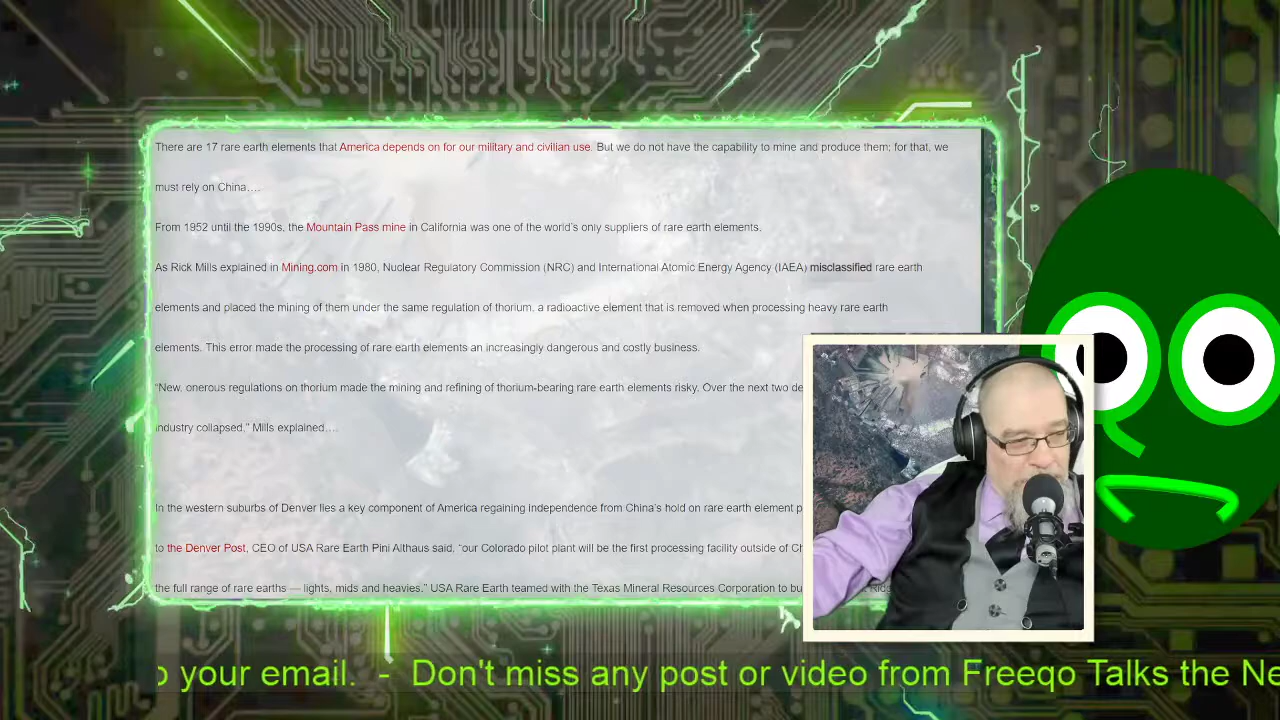 There are 17 rare earth elements that America depends on for our military and civilian use. But we do not have the capability to mine and produce them; for that, we
must rely on China….
From 1952 until the 1990s, the Mountain Pass mine in California was one of the world's only suppliers of rare earth elements.
As Rick Mills explained in Mining.com in 1980, Nuclear Regulatory Commission (NRC) and International Atomic Energy Agency (IAEA) misclassified rare earth
elements and placed the mining of them under the same regulation of thorium, a radioactive element that is removed when processing heavy rare earth
elements. This error made the processing of rare earth elements an increasingly dangerous and costly business.
"New, onerous regulations on thorium made the mining and refining of thorium-bearing rare earth elements risky. Over the next two de
industry collapsed," Mills explained….
In the western suburbs of Denver lies a key component of America regaining independence from China's hold on rare earth element p
to the Denver Post, CEO of USA Rare Earth Pini Althaus said, "our Colorado pilot plant will be the first processing facility outside of Ch
the full range of rare earths — lights, mids and heavies." USA Rare Earth teamed with the Texas Mineral Resources Corporation to bu
o your email. - Don't miss any post or video from Freeqo Talks the Ne